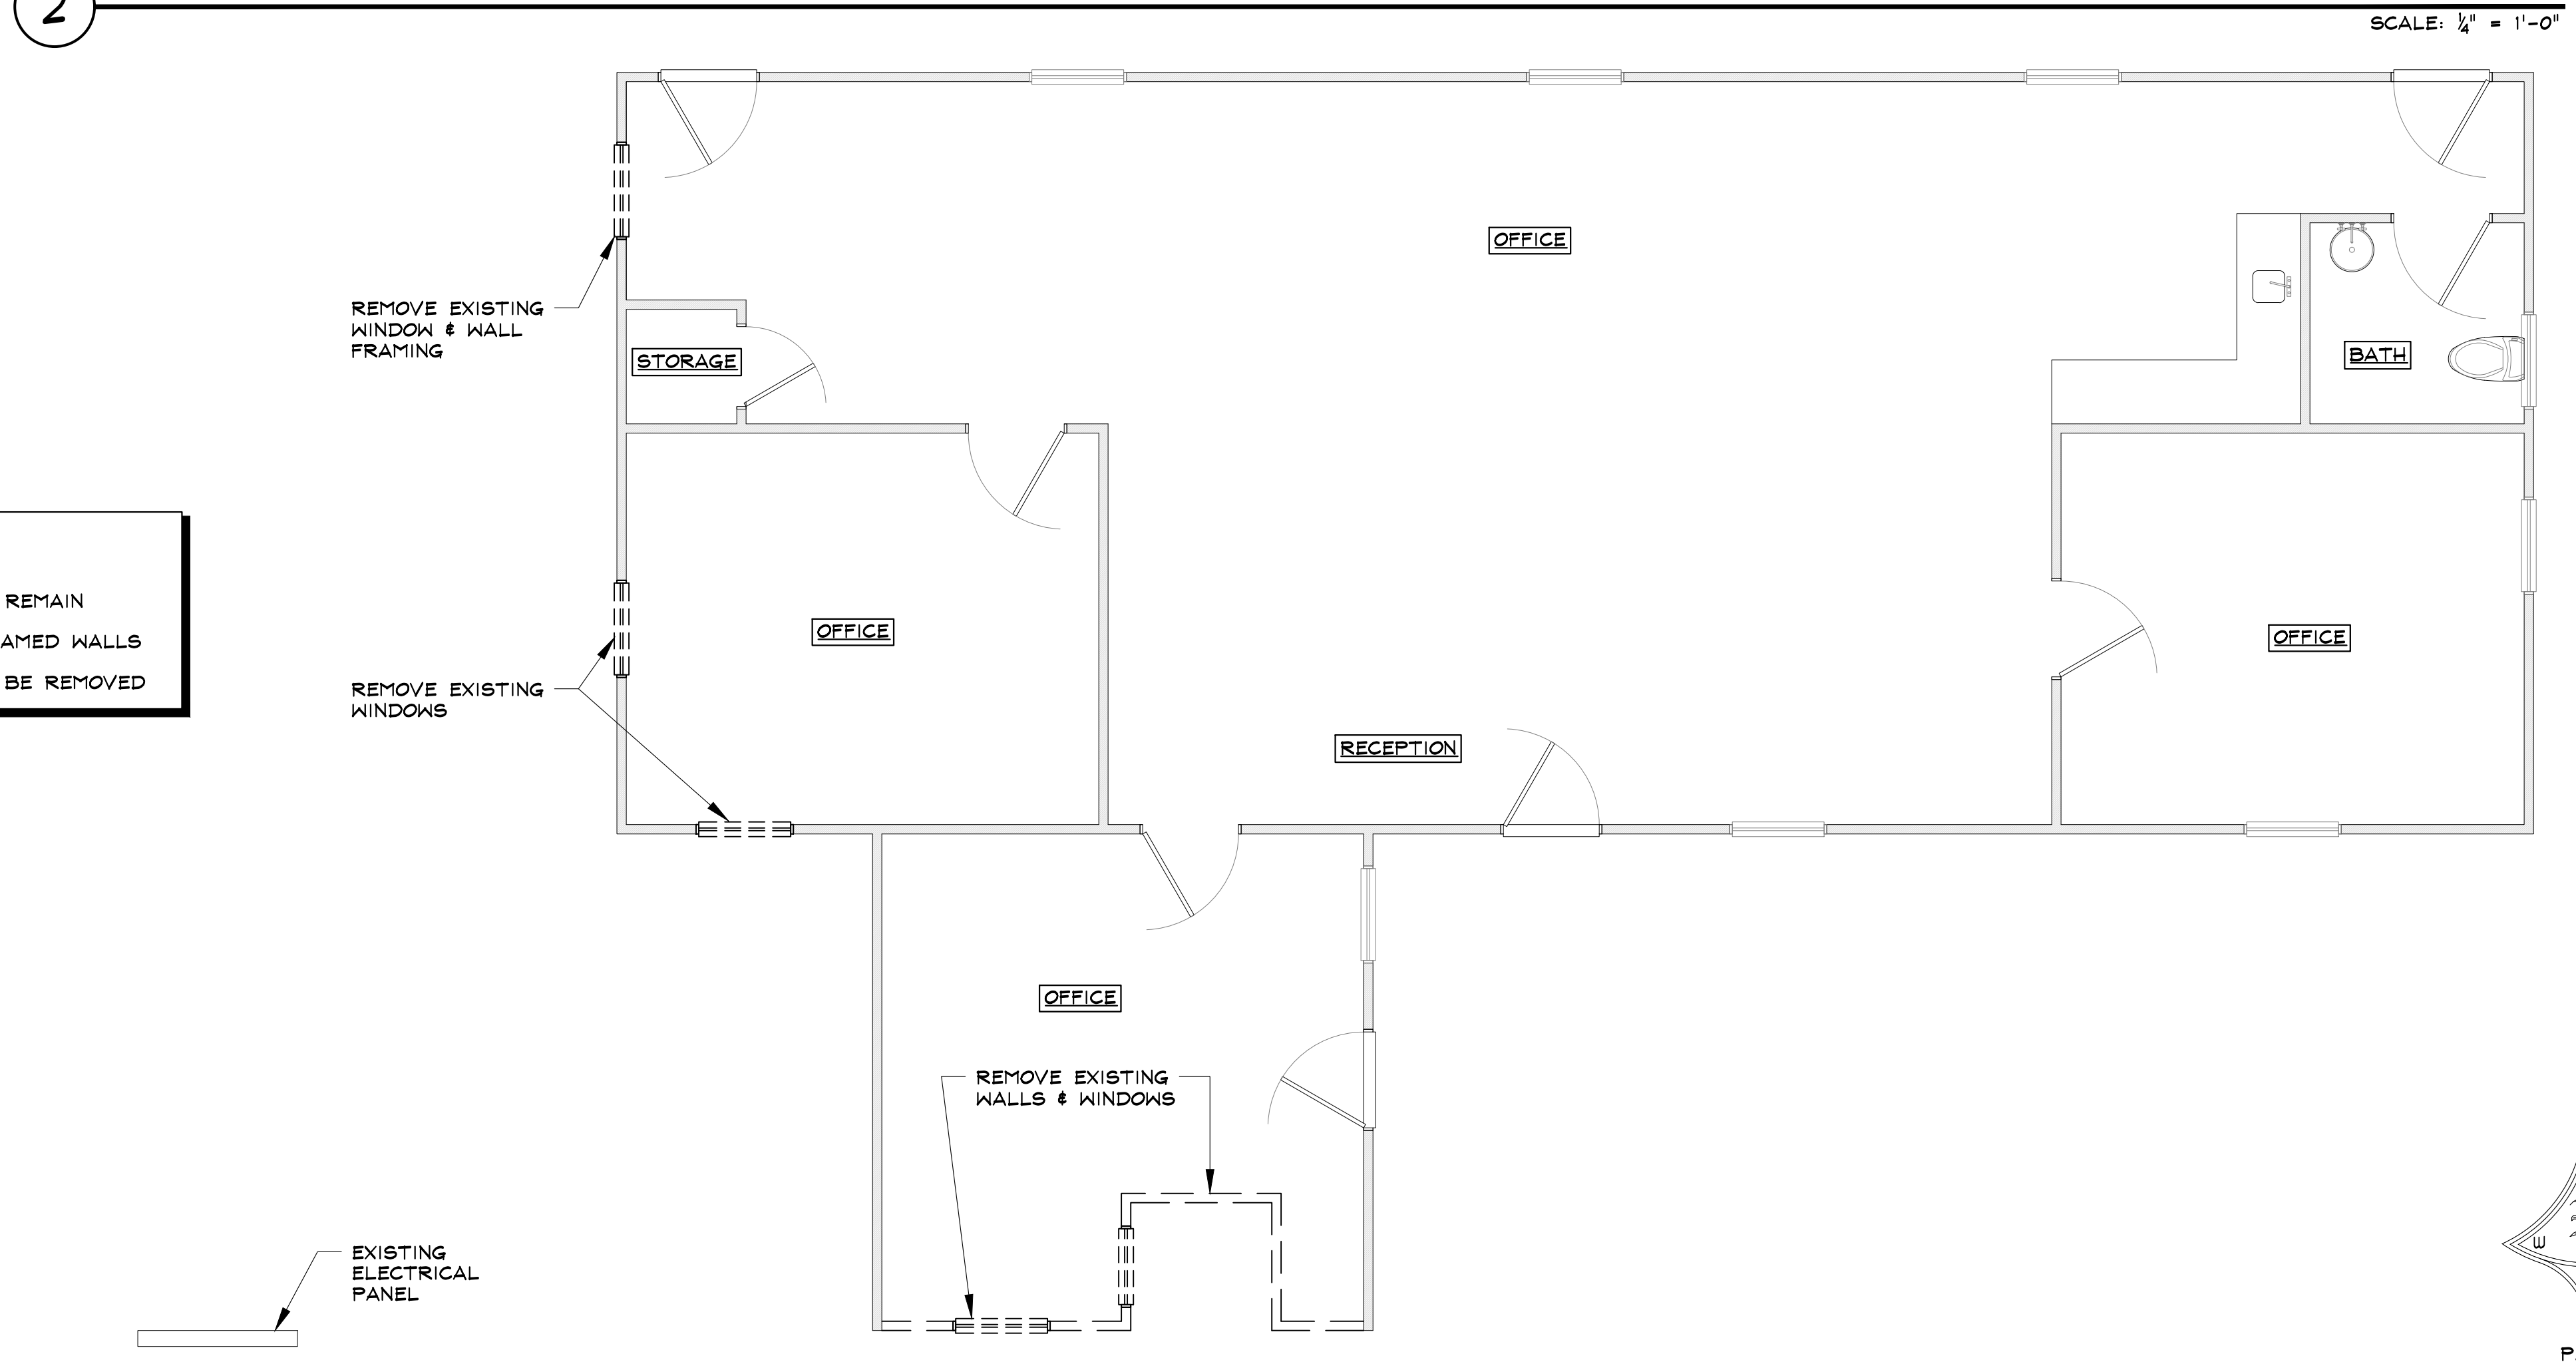 2
SCALE: 1/4" = 1'-0"
OFFICE
REMOVE EXISTING
WINDOW & WALL
FRAMING
STORAGE
BATH
REMAIN
AMED WALLS
BE REMOVED
OFFICE
OFFICE
REMOVE EXISTING
WINDOWS
RECEPTION
OFFICE
REMOVE EXISTING
WALLS & WINDOWS
EXISTING
ELECTRICAL
PANEL
W
P